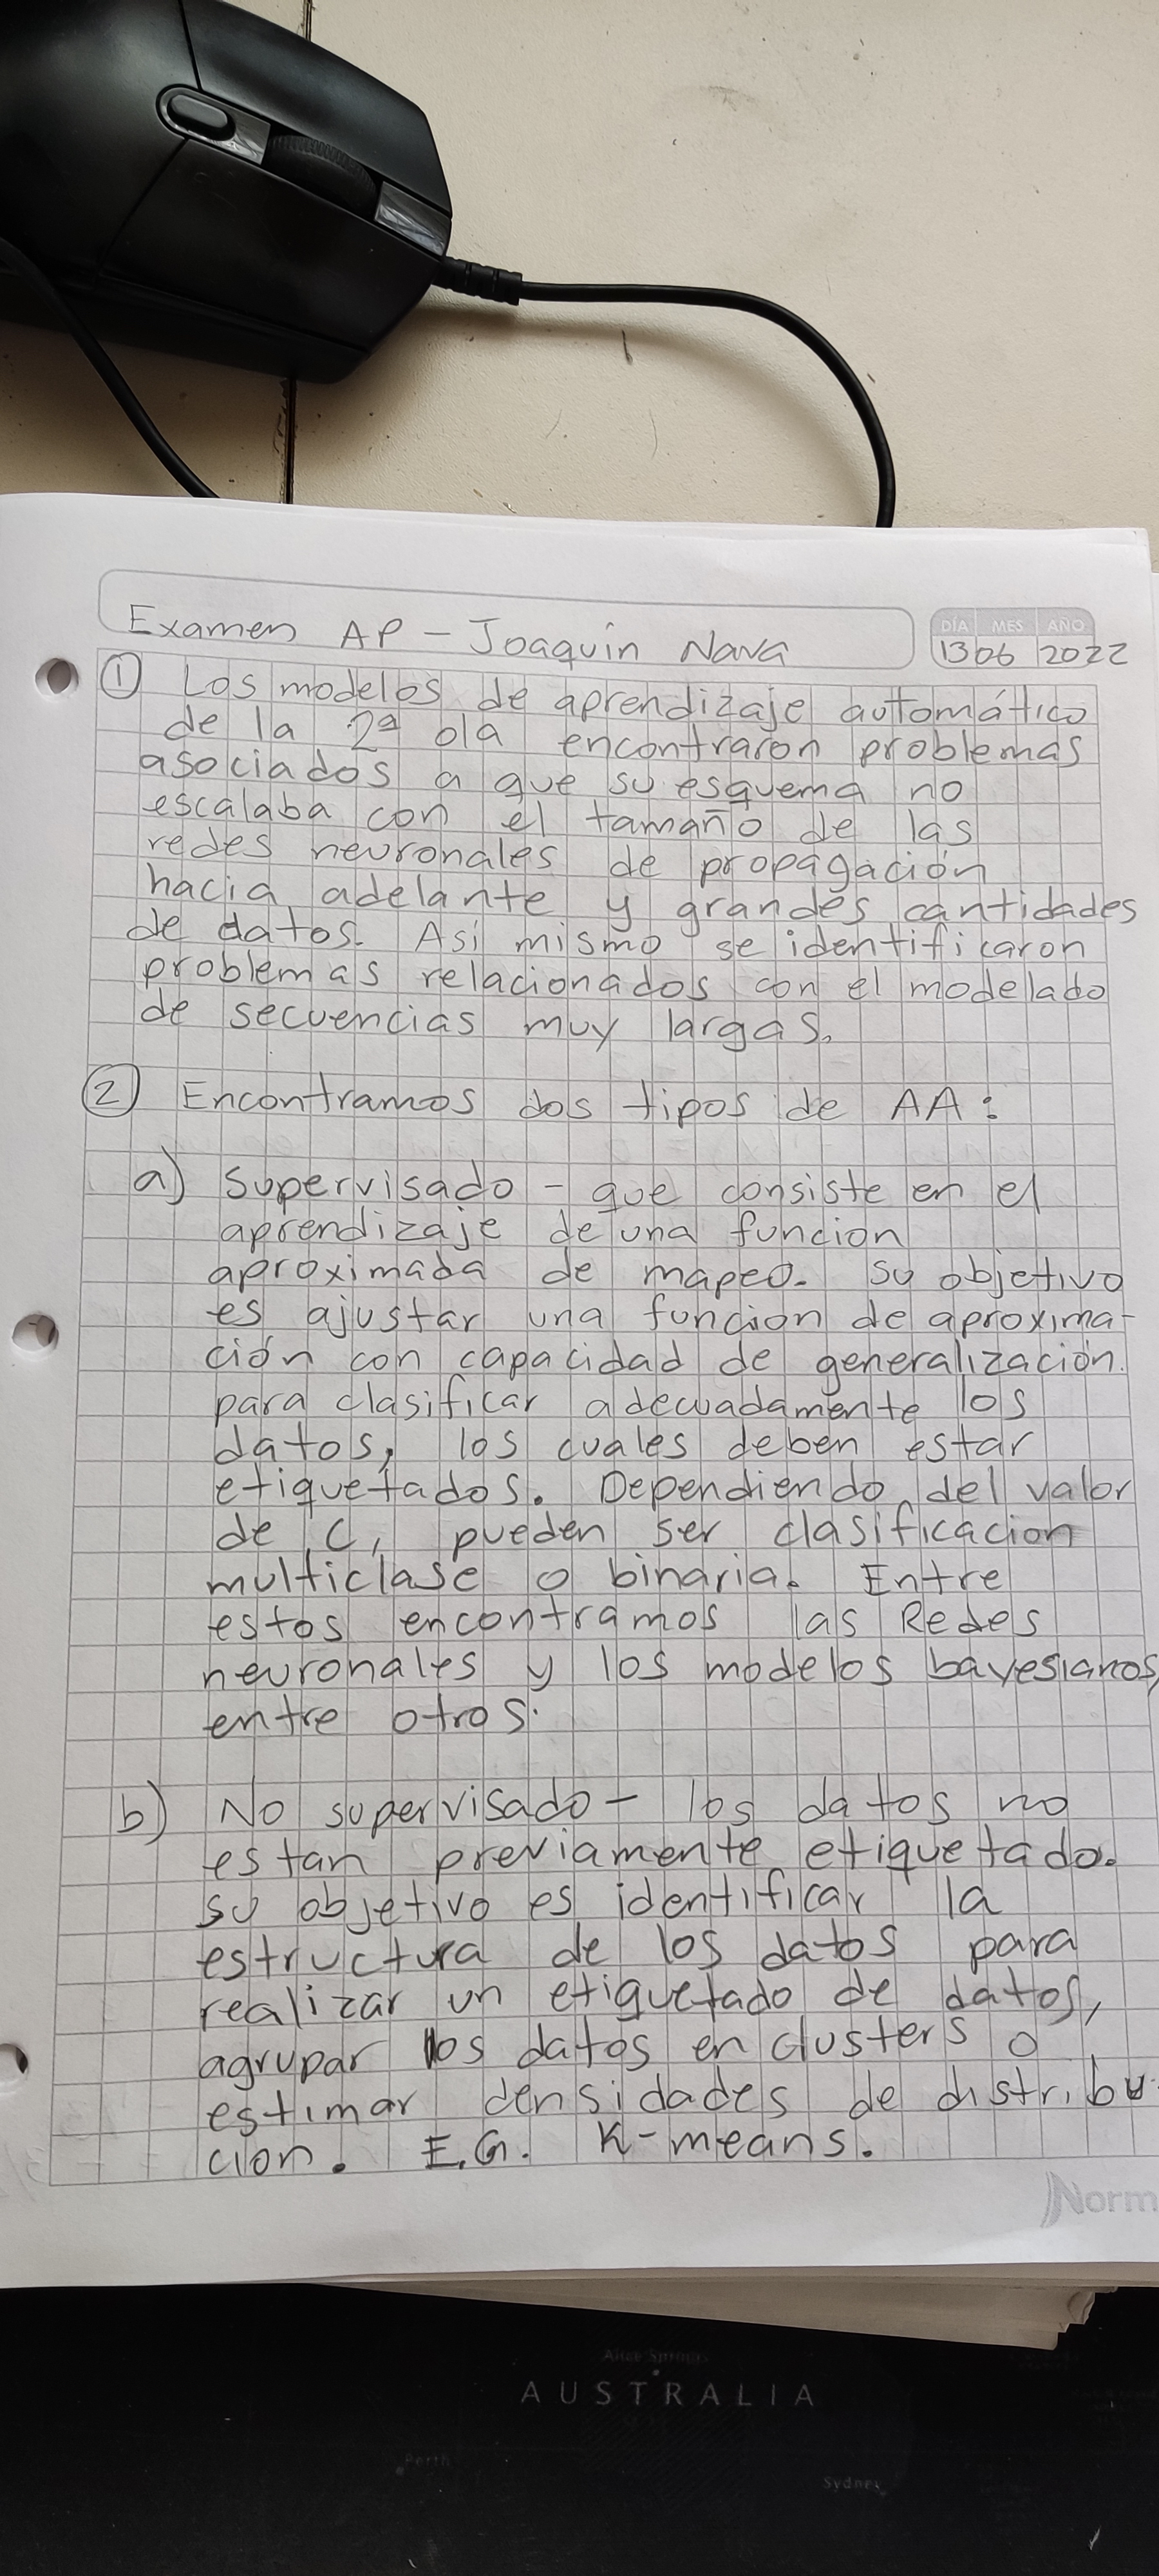 Examen AP - Joaquin Nava
DÍA MES AÑO
13 06 2022
① Los modelos de aprendizaje automático
de la 2ª ola encontraron problemas
asociados a que su esquema no
escalaba con el tamaño de las
redes neuronales de propagación
hacia adelante y grandes cantidades
de datos. Asi mismo se identificaron
problemas relacionados con el modelado
de secuencias muy largas.
② Encontramos dos tipos de AA:
a) Supervisado - que consiste en el
aprendizaje de una funcion
aproximada de mapeo. Su objetivo
es ajustar una función de aproxima-
ción con capacidad de generalización
para clasificar adecuadamente los
datos, los cuales deben estar
etiquetados. Dependiendo del valor
de C, pueden ser clasificación
multiclase o binaria. Entre
estos encontramos las Redes
neuronales y los modelos bayesianos,
entre otros.
b) No supervisado - los datos no
estan previamente etiquetado.
su objetivo es identificar la
estructura de los datos para
realizar un etiquetado de datos,
agrupar los datos en clusters o
estimar densidades de distribu-
cion. E.G. K-means.
Norm
Alice Springs
AUSTRALIA
Perth
Sydney